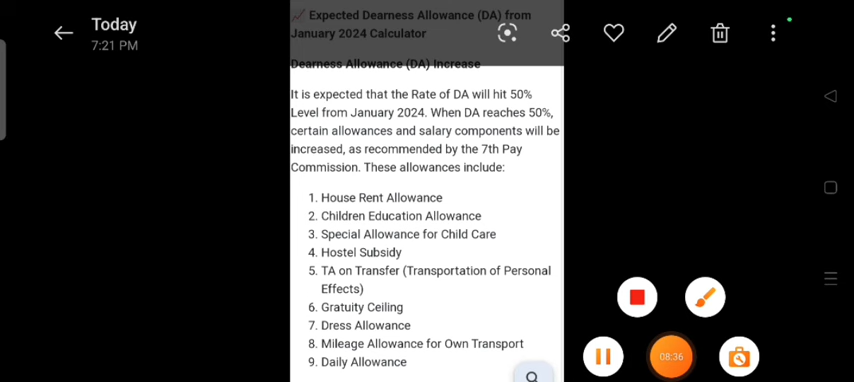 Today
7:21 PM
📈 Expected Dearness Allowance (DA) from
January 2024 Calculator
Dearness Allowance (DA) Increase
It is expected that the Rate of DA will hit 50%
Level from January 2024. When DA reaches 50%,
certain allowances and salary components will be
increased, as recommended by the 7th Pay
Commission. These allowances include:
1. House Rent Allowance
2. Children Education Allowance
3. Special Allowance for Child Care
4. Hostel Subsidy
5. TA on Transfer (Transportation of Personal
Effects)
6. Gratuity Ceiling
7. Dress Allowance
8. Mileage Allowance for Own Transport
9. Daily Allowance
08:36